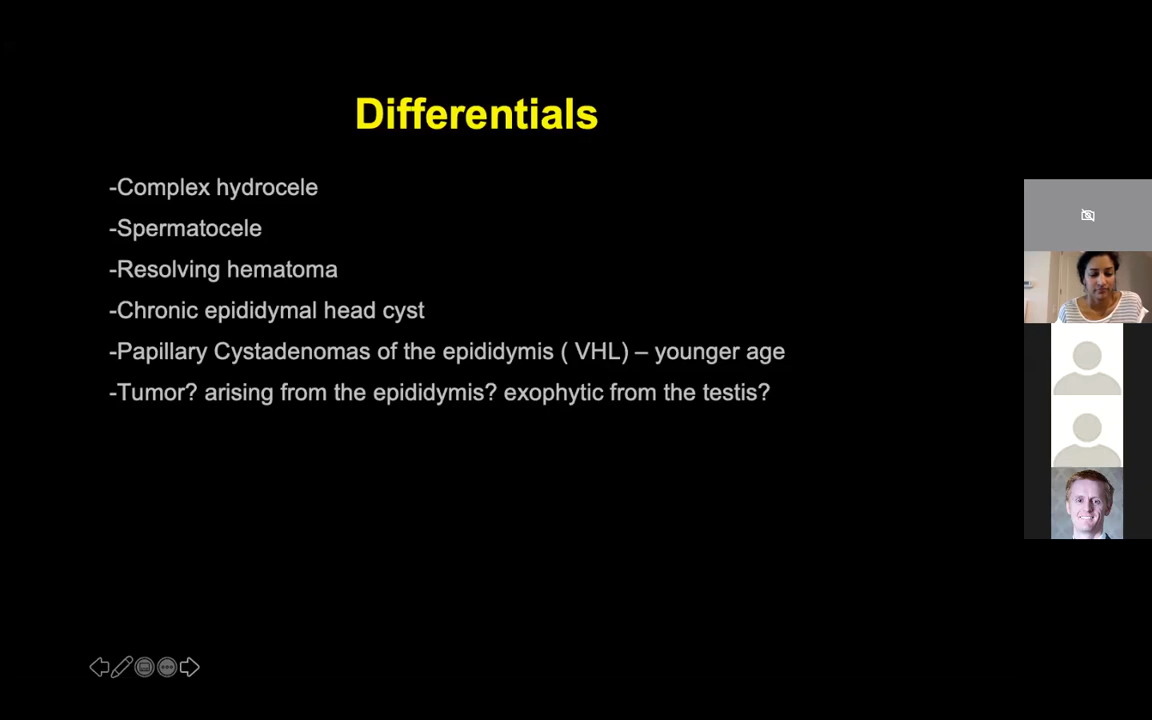 Differentials
-Complex hydrocele
-Spermatocele
-Resolving hematoma
-Chronic epididymal head cyst
-Papillary Cystadenomas of the epididymis ( VHL) – younger age
-Tumor? arising from the epididymis? exophytic from the testis?